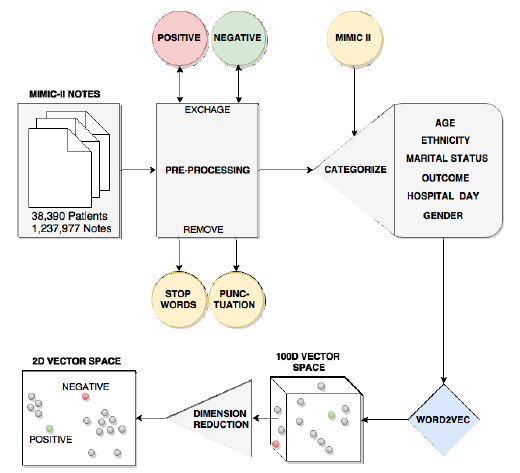 POSITIVE
NEGATIVE
MIMIC II
MIMIC-II NOTES
38,390 Patients
1,237,977 Notes
EXCHAGE
PRE-PROCESSING
REMOVE
CATEGORIZE
AGE
ETHNICITY
MARITAL STATUS
OUTCOME
HOSPITAL DAY
GENDER
STOP
WORDS
PUNC-
TUATION
2D VECTOR SPACE
NEGATIVE
POSITIVE
DIMENSION
REDUCTION
100D VECTOR
SPACE
WORD2VEC